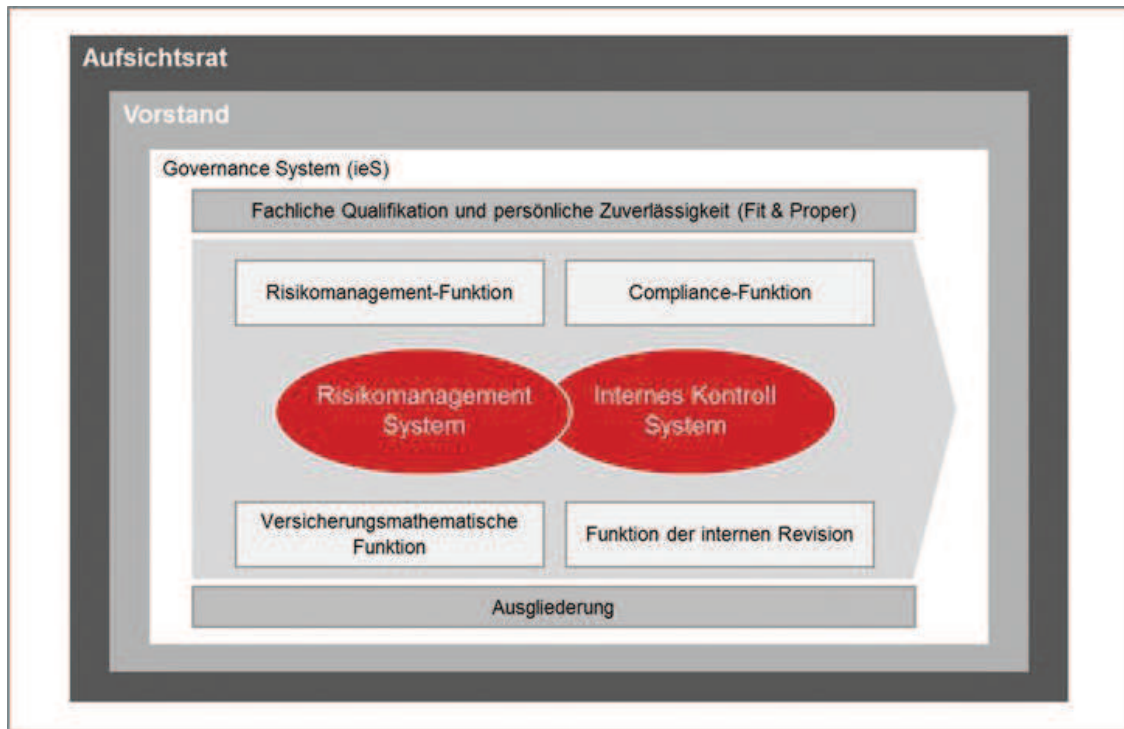 Aufsichtsrat
Vorstand
Governance System (ieS)
Fachliche Qualifikation und persönliche Zuverlässigkeit (Fit & Proper)
Risikomanagement-Funktion
Compliance-Funktion
Risikomanagement
System
Internes Kontroll
System
Versicherungsmathematische
Funktion
Funktion der internen Revision
Ausgliederung